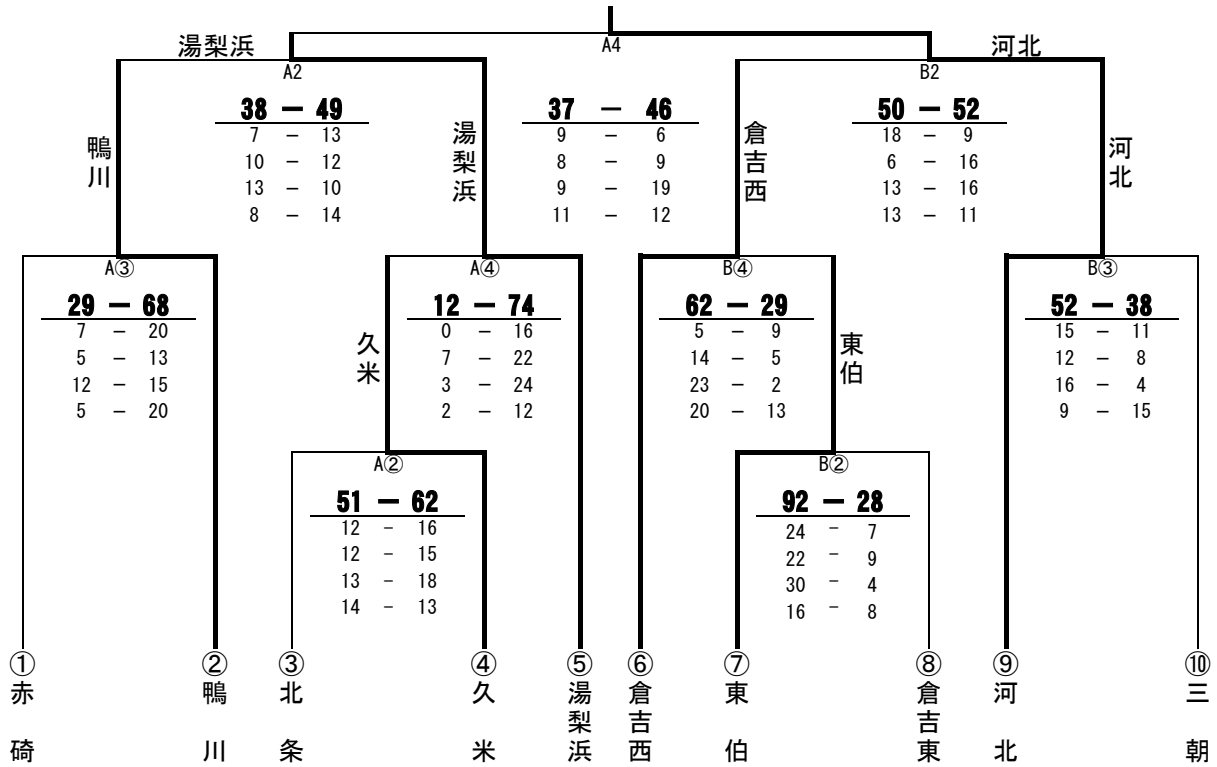 A4
湯梨浜
河北
A2
B2
38 － 49
7 － 13
10 － 12
13 － 10
8 － 14
37 － 46
9 － 6
8 － 9
9 － 19
11 － 12
50 － 52
18 － 9
6 － 16
13 － 16
13 － 11
鴨川
湯梨浜
倉吉西
河北
A③
29 － 68
7 － 20
5 － 13
12 － 15
5 － 20
A④
12 － 74
0 － 16
7 － 22
3 － 24
2 － 12
B④
62 － 29
5 － 9
14 － 5
23 － 2
20 － 13
B③
52 － 38
15 － 11
12 － 8
16 － 4
9 － 15
久米
東伯
A②
51 － 62
12 － 16
12 － 15
13 － 18
14 － 13
B②
92 － 28
24 － 7
22 － 9
30 － 4
16 － 8
① ② ③ ④ ⑤ ⑥ ⑦ ⑧ ⑨ ⑩
赤碕
鴨川
北条
久米
湯梨浜
倉吉西
東伯
倉吉東
河北
三朝